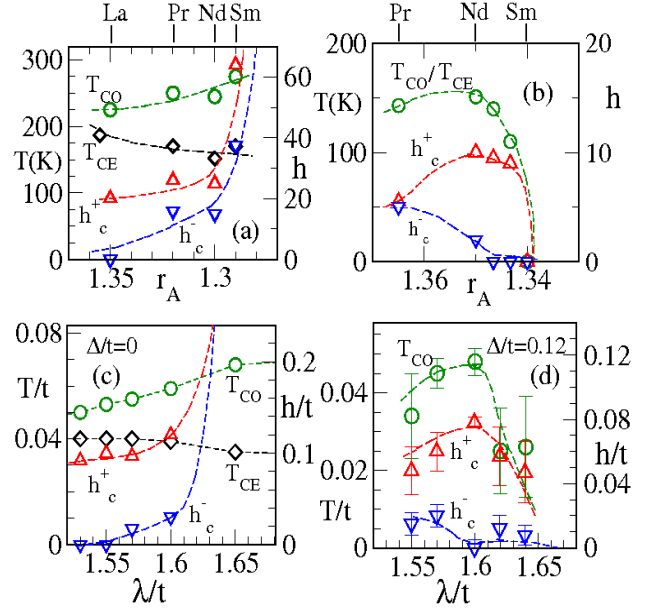 La Pr Nd Sm
Pr Nd Sm
300
250
200
150
100
50
0
T(K)
T_CO
T_CE
h_c^+
h_c^-
(a)
60
40
20
0
h
1.35 1.3
r_A
200
100
0
T(K)
T_CO/T_CE
(b)
h_c^+
h_c^-
20
10
0
h
1.36 1.34
r_A
0.08
0.04
0
T/t
Δ/t=0
(c)
T_CO
T_CE
h_c^+
h_c^-
0.2
0.1
0
h/t
1.55 1.6 1.65
λ/t
0.04
0.02
0
T/t
T_CO
Δ/t=0.12
(d)
h_c^+
h_c^-
0.12
0.08
0.04
0
h/t
1.55 1.6 1.65
λ/t